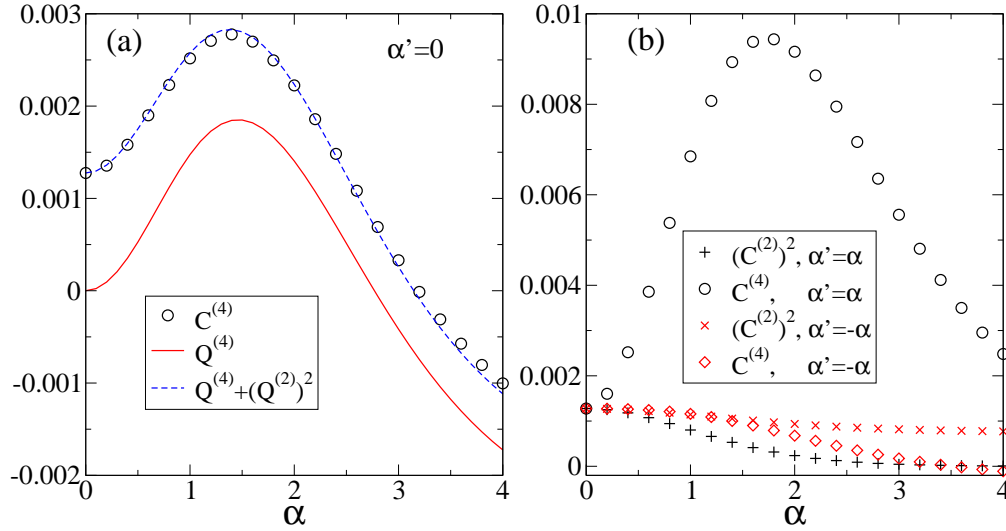 0.003
(a)
α’=0
0.002
0.001
0
-0.001
-0.002
C(4)
Q(4)
Q(4)+(Q(2))2
0 1 2 3 4
α
0.01
(b)
0.008
0.006
0.004
0.002
0
(C(2))2, α’=α
C(4), α’=α
(C(2))2, α’=-α
C(4), α’=-α
0 1 2 3 4
α